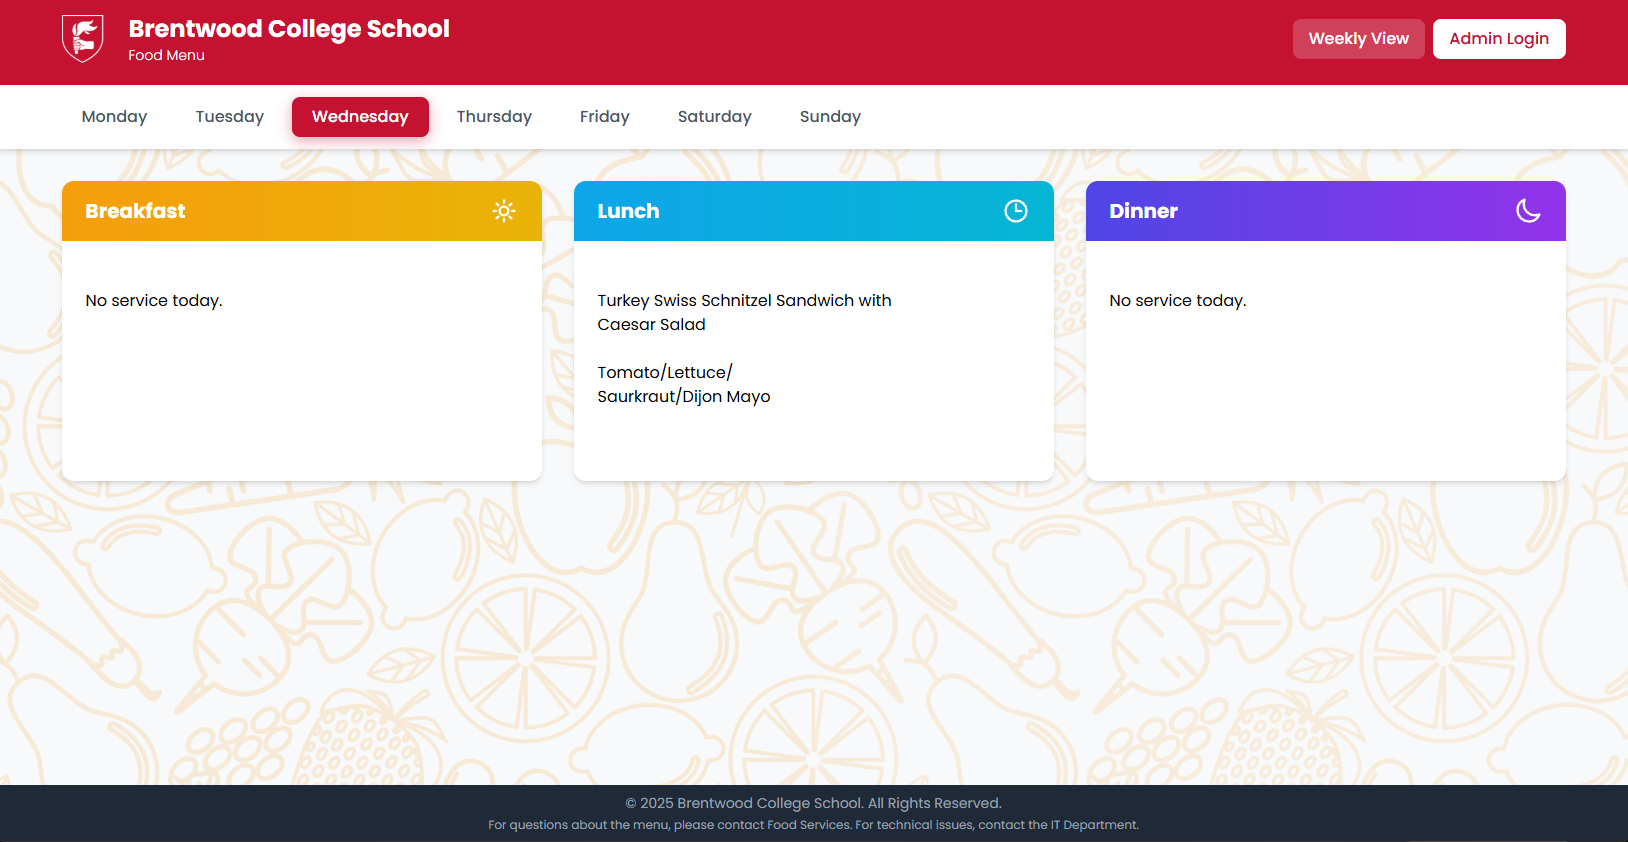 Brentwood College School
Food Menu
Weekly View
Admin Login
Monday
Tuesday
Wednesday
Thursday
Friday
Saturday
Sunday
Breakfast
No service today.
Lunch
Turkey Swiss Schnitzel Sandwich with
Caesar Salad
Tomato/Lettuce/
Saurkraut/Dijon Mayo
Dinner
No service today.
© 2025 Brentwood College School. All Rights Reserved.
For questions about the menu, please contact Food Services. For technical issues, contact the IT Department.